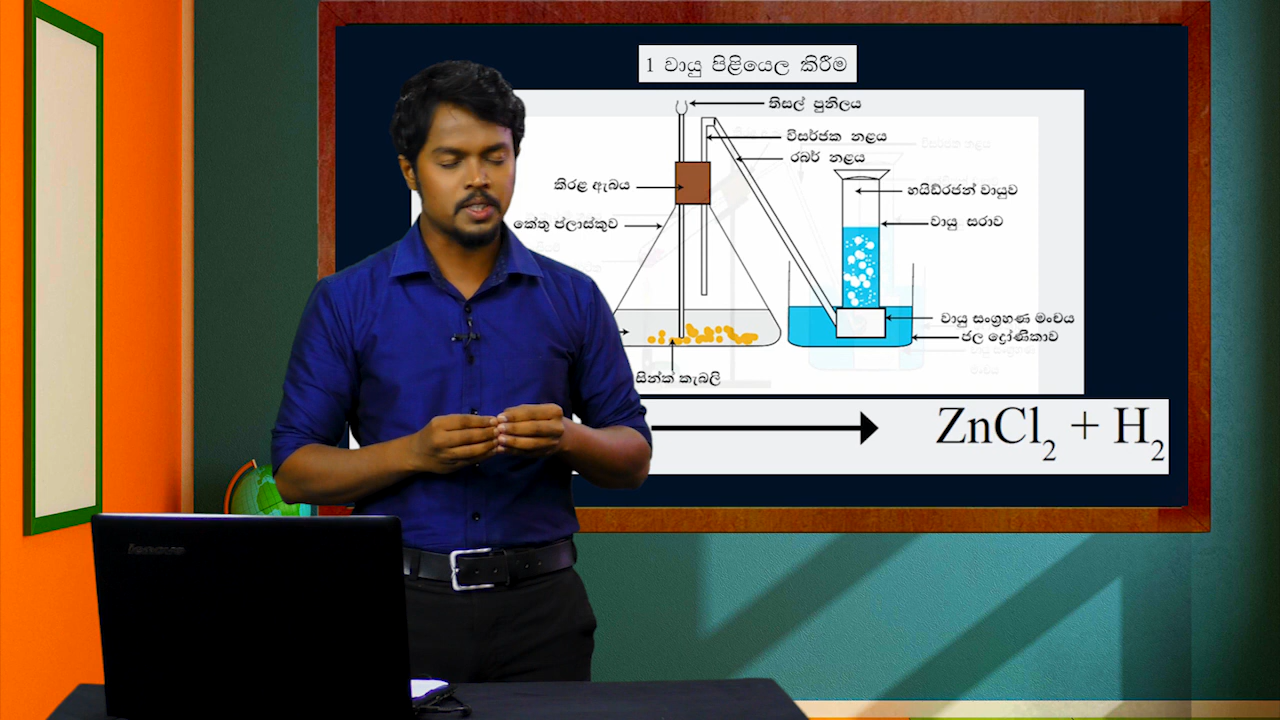 1 වායු පිළියෙල කිරීම
තිසල් පුනිලය
විසර්ජක නළය
රබර් නළය
කිරළ ඇබය
හයිඩ්රජන් වායුව
කේතු ප්ලාස්කුව
වායු සරාව
වායු සංග්‍රහණ මංචය
ජල ද්‍රෝණිකාව
සින්ක් කැබලි
ZnCl2 + H2
lenovo